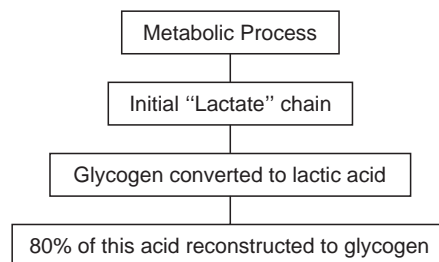 Metabolic Process
Initial ‘‘Lactate’’ chain
Glycogen converted to lactic acid
80% of this acid reconstructed to glycogen